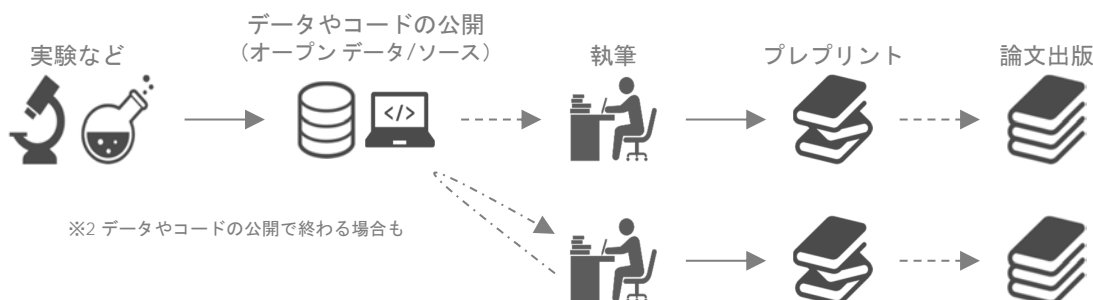 実験など
データやコードの公開
（オープンデータ/ソース）
執筆
プレプリント
論文出版
</>
※2 データやコードの公開で終わる場合も